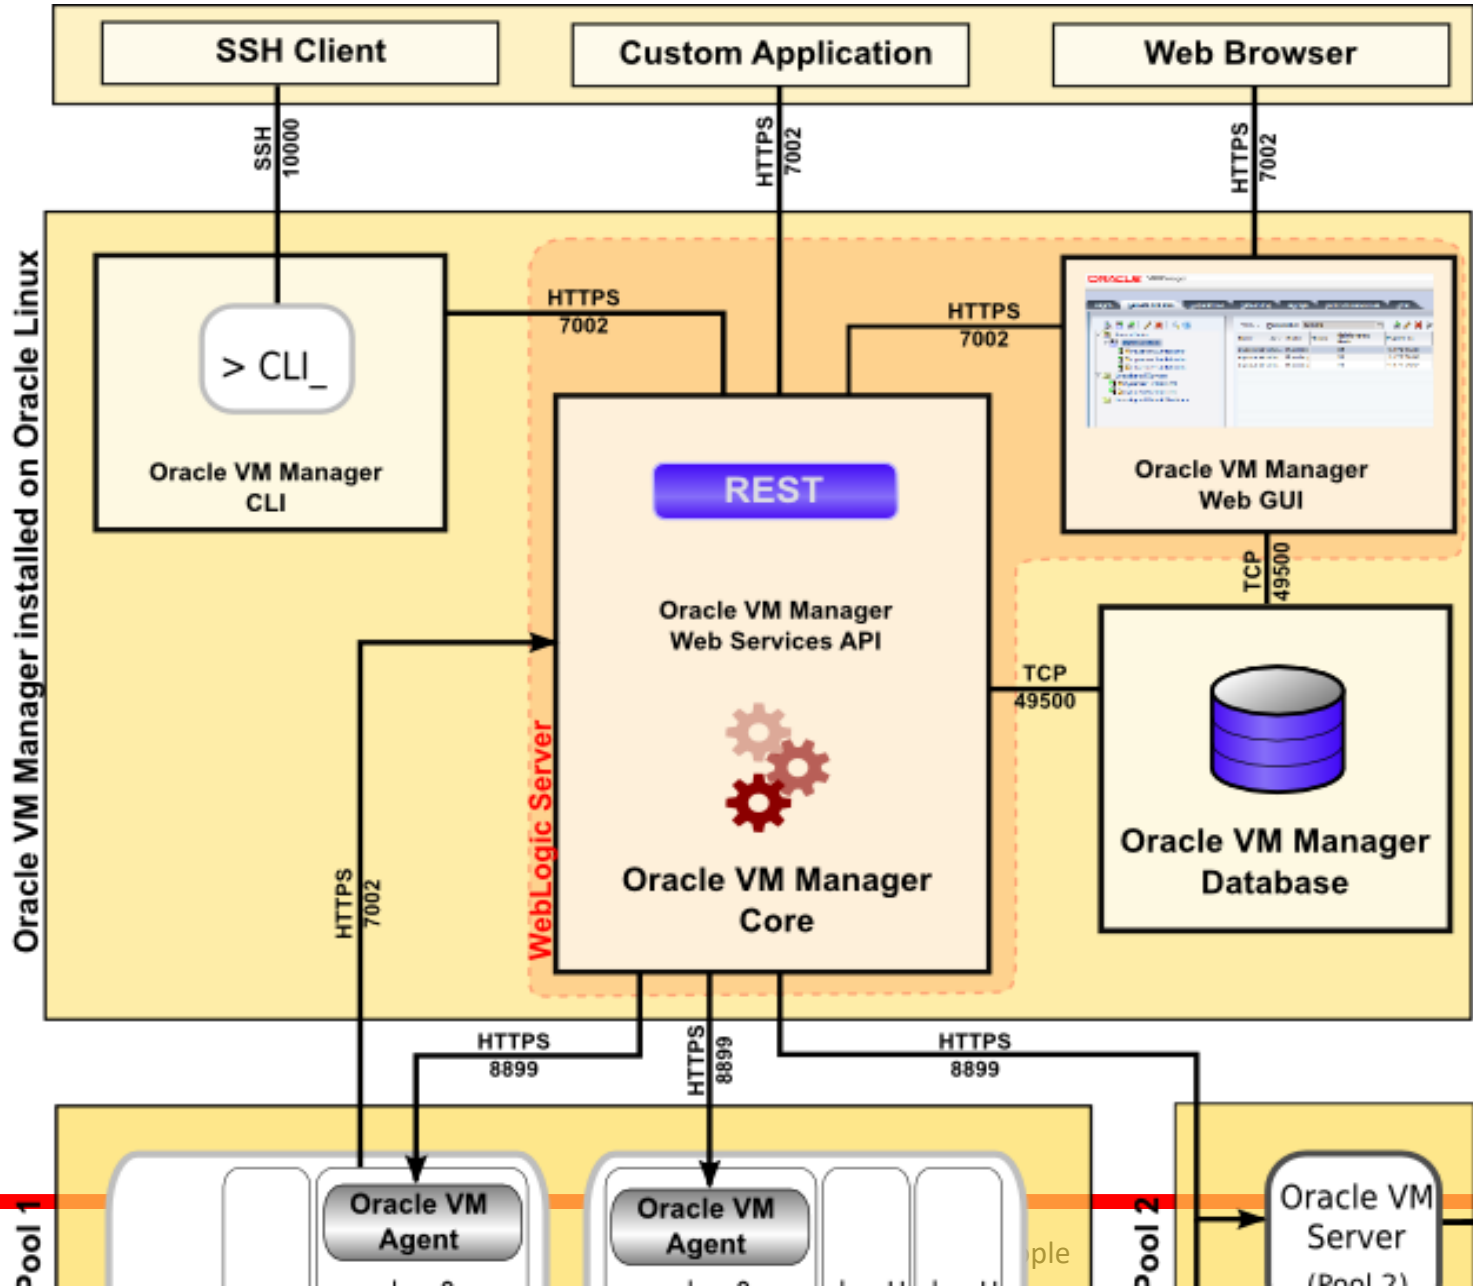 SSH Client
Custom Application
Web Browser
SSH
10000
HTTPS
7002
HTTPS
7002
Oracle VM Manager installed on Oracle Linux
> CLI_
Oracle VM Manager
CLI
HTTPS
7002
HTTPS
7002
ORACLE
Oracle VM Manager
Web GUI
REST
Oracle VM Manager
Web Services API
TCP
49500
TCP
49500
Oracle VM Manager
Database
WebLogic Server
Oracle VM Manager
Core
HTTPS
7002
HTTPS
8899
HTTPS
8899
HTTPS
8899
Pool 1
Oracle VM
Agent
Oracle VM
Agent
Pool 2
Oracle VM
Server
(Pool 2)